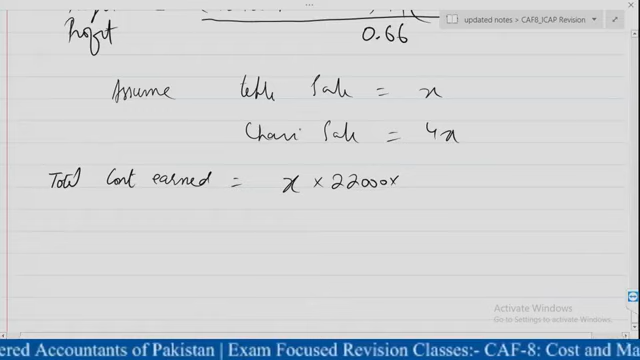 updated notes > CAF8_ICAP Revision
Profit 0.66
Assume table Sale = x
Chair Sale = 4x
Total Cont earned = x × 22000×
Activate Windows
Go to Settings to activate Windows.
ered Accountants of Pakistan | Exam Focused Revision Classes:- CAF-8: Cost and Ma